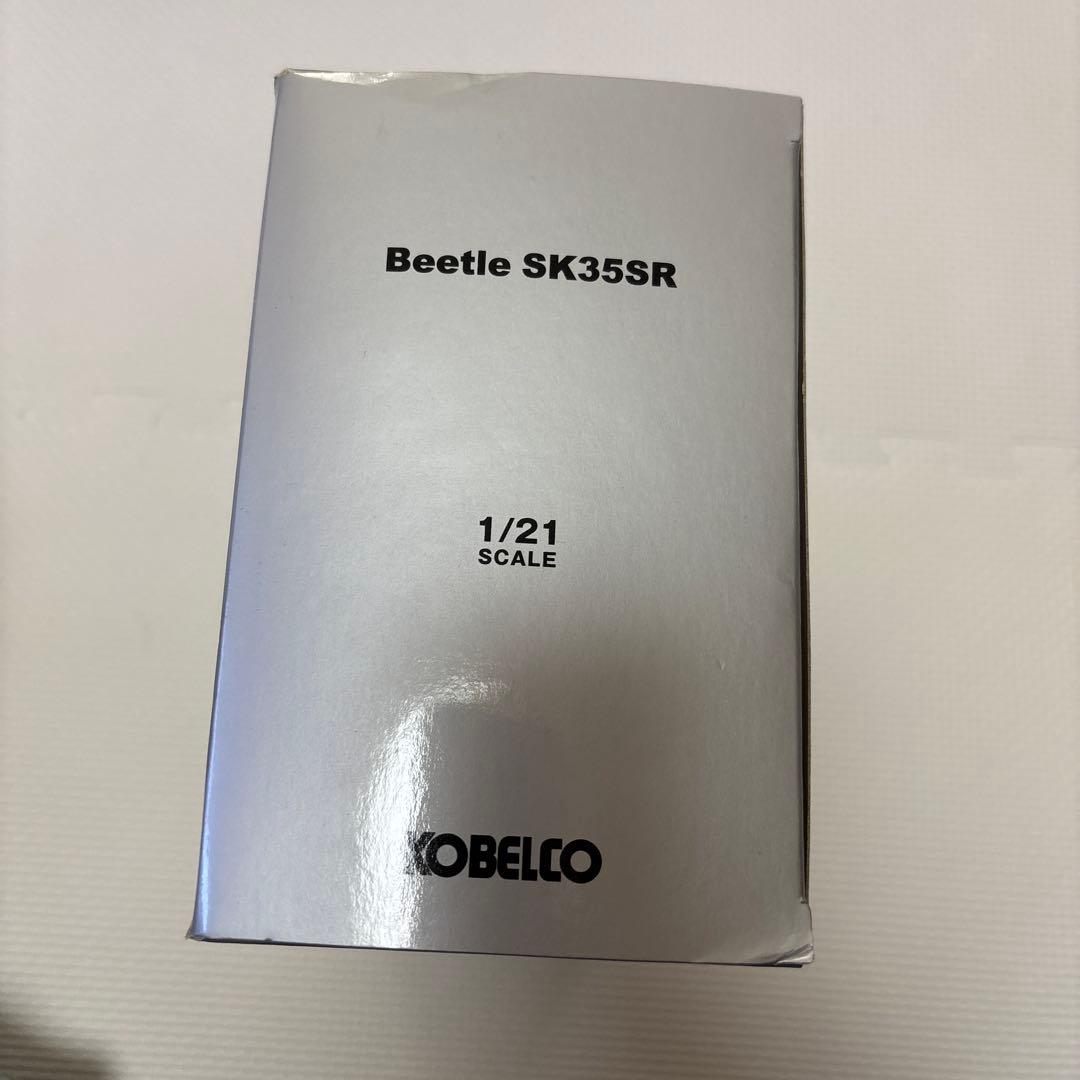 Beetle SK35SR
1/21
SCALE
KOBELCO